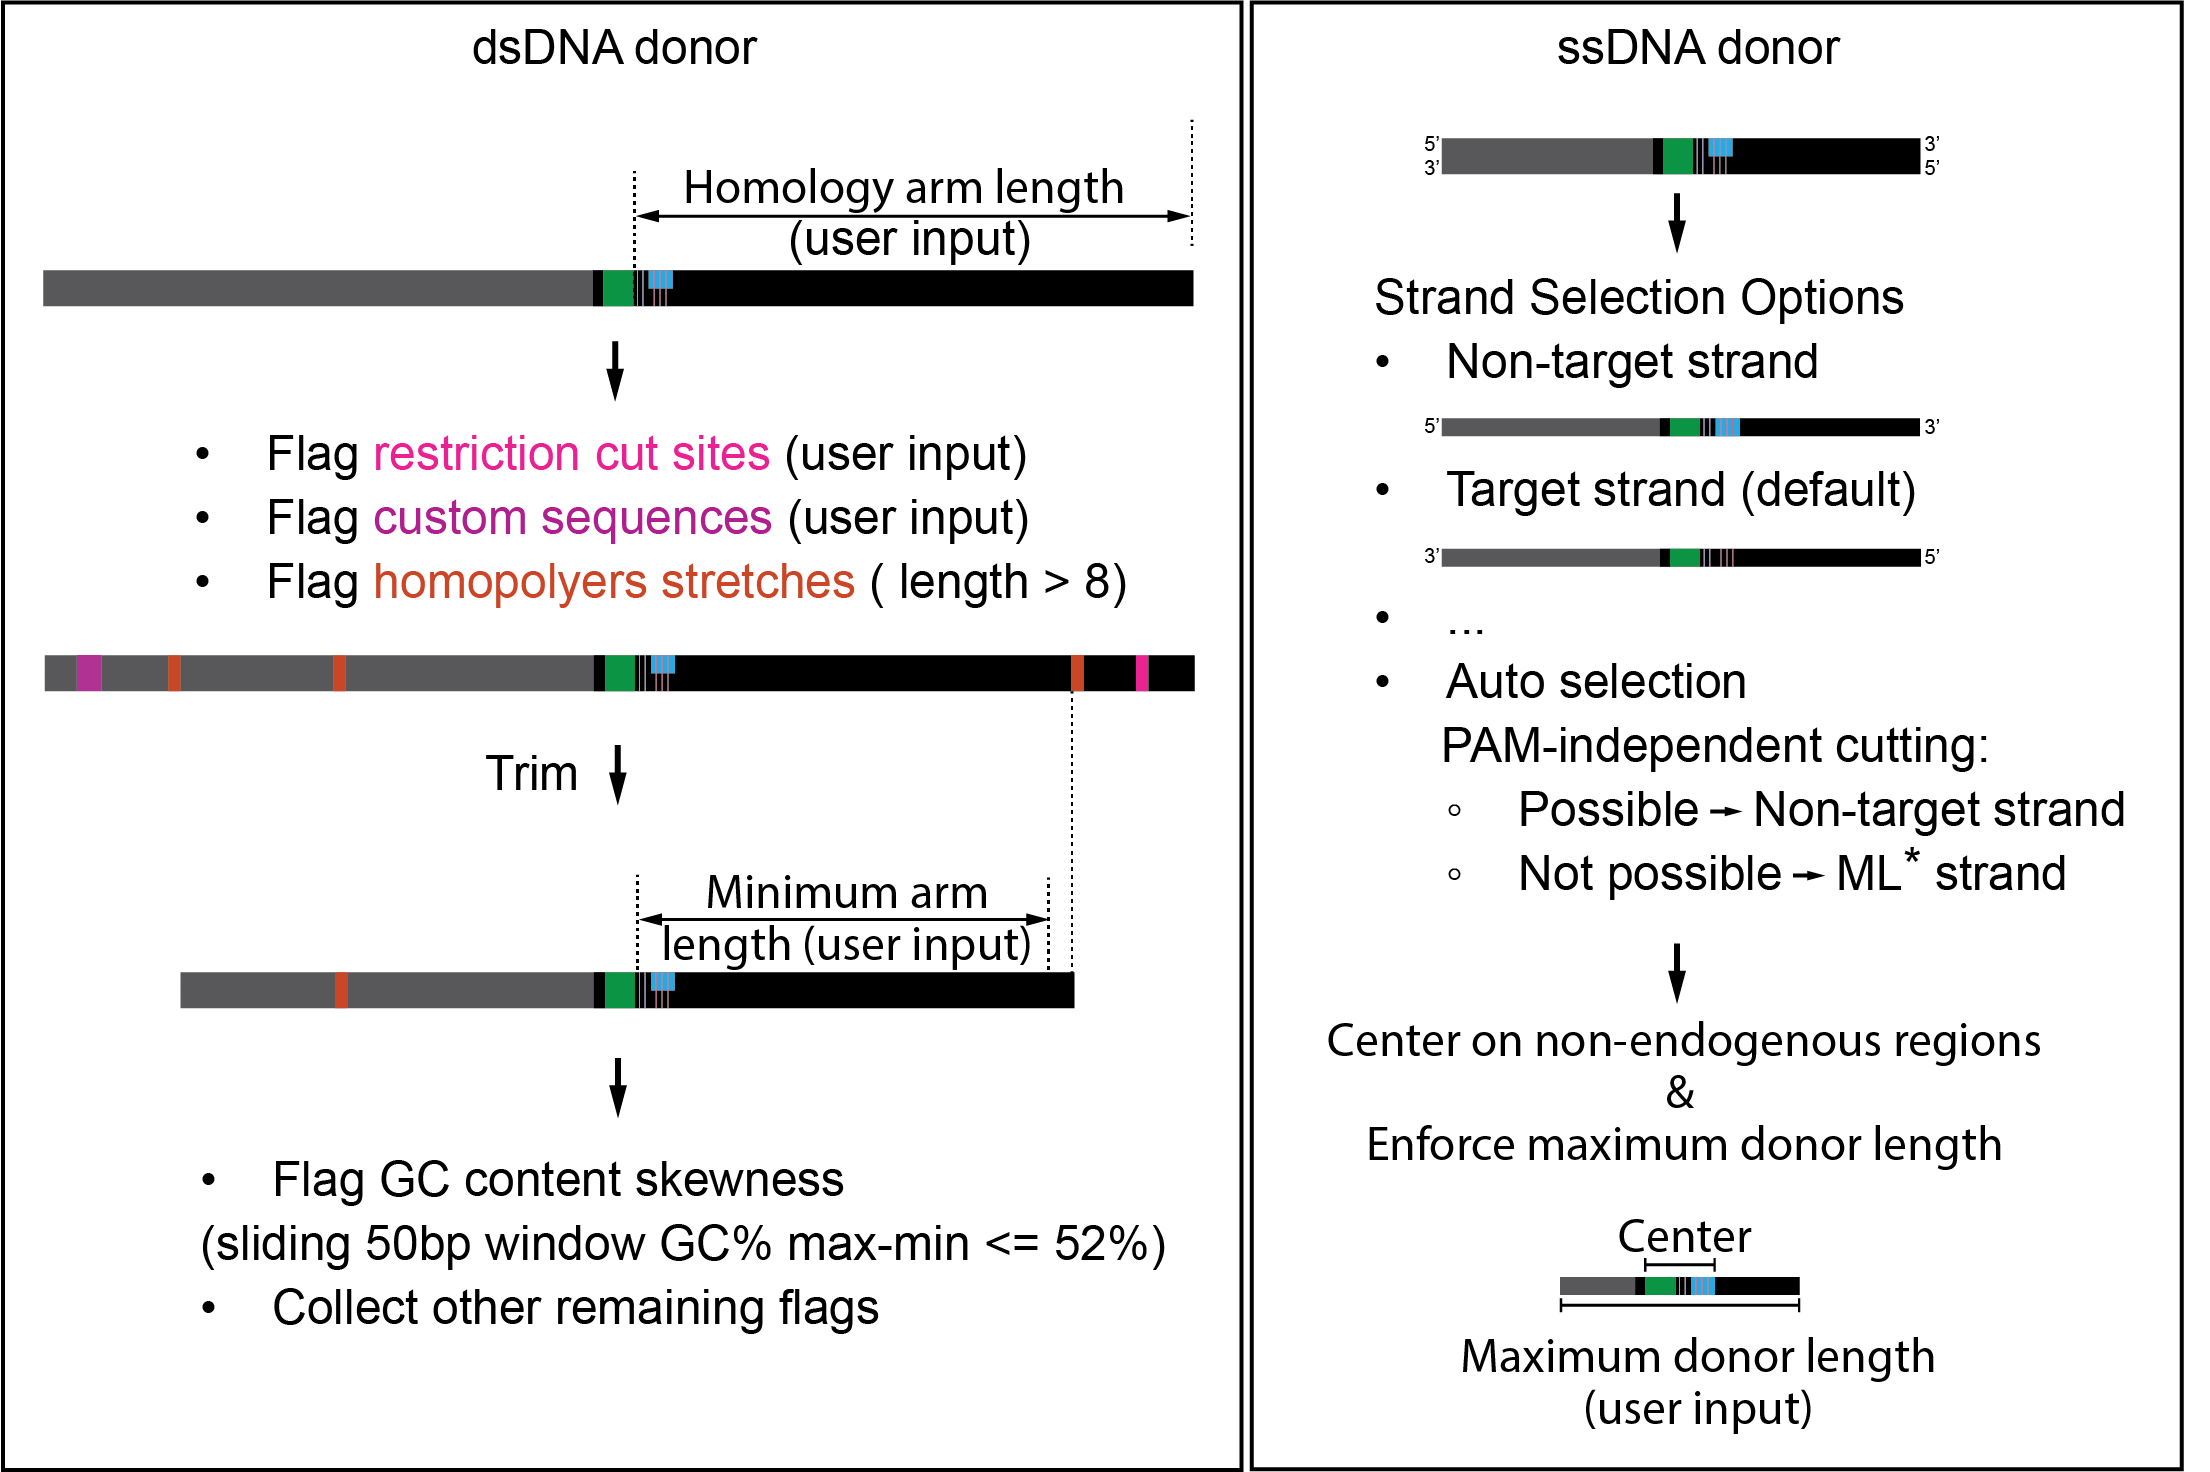 dsDNA donor
Homology arm length
(user input)
• Flag restriction cut sites (user input)
• Flag custom sequences (user input)
• Flag homopolyers stretches ( length > 8)
Trim
Minimum arm
length (user input)
• Flag GC content skewness
(sliding 50bp window GC% max-min <= 52%)
• Collect other remaining flags
ssDNA donor
5’ 3’
3’ 5’
Strand Selection Options
• Non-target strand
5’ 3’
• Target strand (default)
3’ 5’
• ...
• Auto selection
PAM-independent cutting:
◦ Possible → Non-target strand
◦ Not possible → ML* strand
Center on non-endogenous regions
&
Enforce maximum donor length
Center
Maximum donor length
(user input)